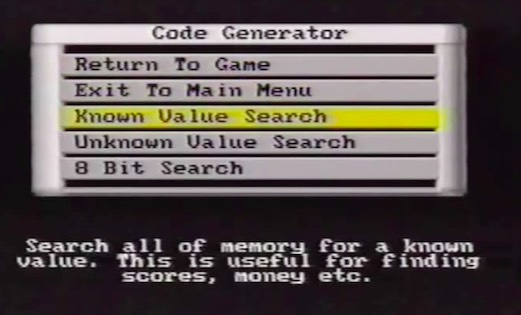 Code Generator
Return To Game
Exit To Main Menu
Known Value Search
Unknown Value Search
8 Bit Search
Search all of memory for a known
value. This is useful for finding
scores, money etc.